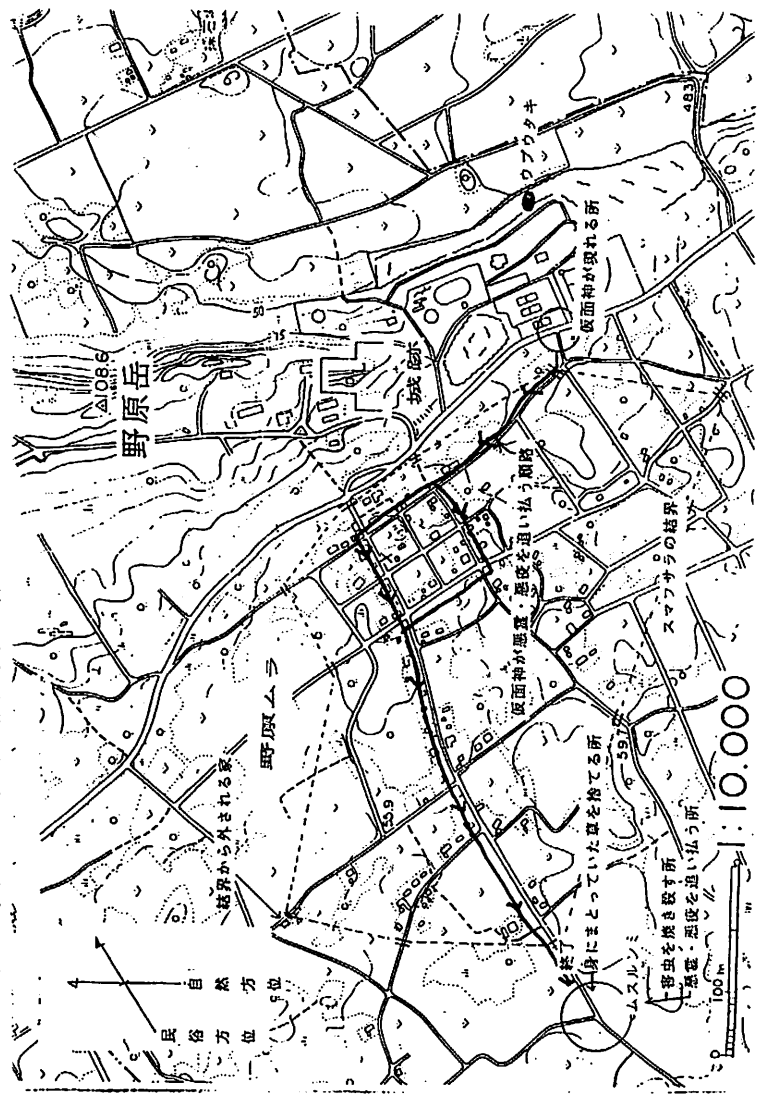 野原岳
△108.6
城跡
ウプウタキ
仮面神が現れる所
483
50
75
仮面神が悪霊・悪疫を追い払う順路
スマフサラの結界
野原ムラ
結界から外される家
55.9
59.7
終了
身にまとっていた草を捨てる所
ムスルンミ
害虫を焼き殺す所
悪霊・悪疫を追い払う所
自然方位
民俗方位
1:10.000
0
100m